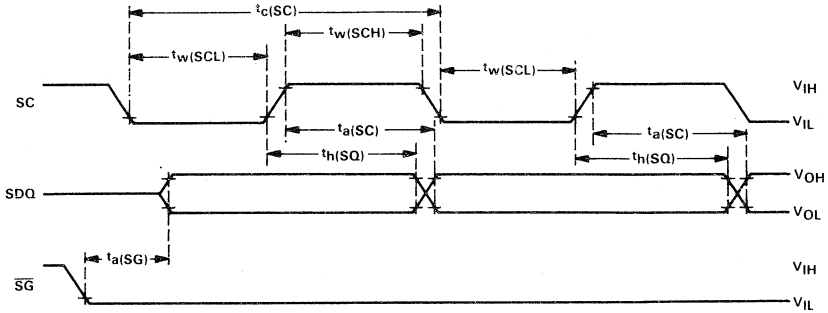 tc(SC)
tw(SCH)
tw(SCL)
tw(SCL)
SC
VIH
VIL
ta(SC)
ta(SC)
th(SQ)
th(SQ)
SDQ
VOH
VOL
ta(SG)
SG
VIH
VIL